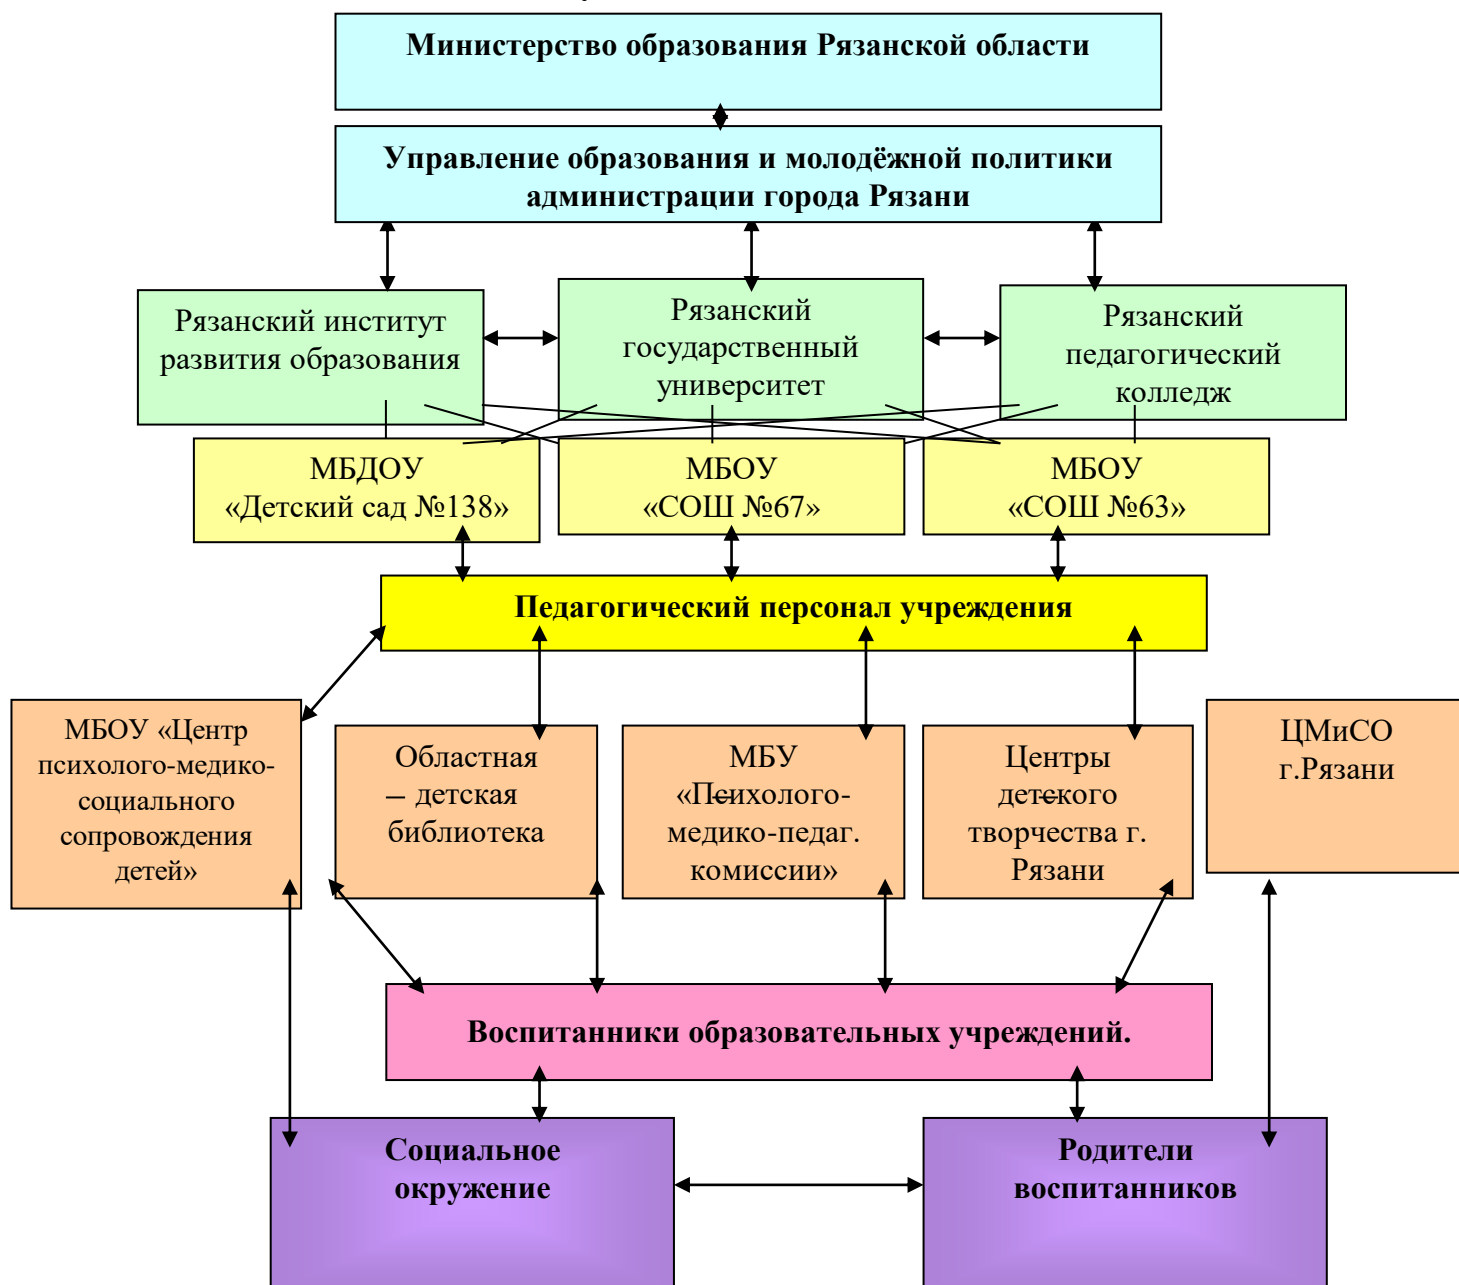 Министерство образования Рязанской области
Управление образования и молодёжной политики
администрации города Рязани
Рязанский институт
развития образования
Рязанский
государственный
университет
Рязанский
педагогический
колледж
МБДОУ
«Детский сад №138»
МБОУ
«СОШ №67»
МБОУ
«СОШ №63»
Педагогический персонал учреждения
МБОУ «Центр
психолого-медико-
социального
сопровождения
детей»
Областная
детская
библиотека
МБУ
«Психолого-
медико-педаг.
комиссии»
Центры
детского
творчества г.
Рязани
ЦМиСО
г.Рязани
Воспитанники образовательных учреждений.
Социальное
окружение
Родители
воспитанников